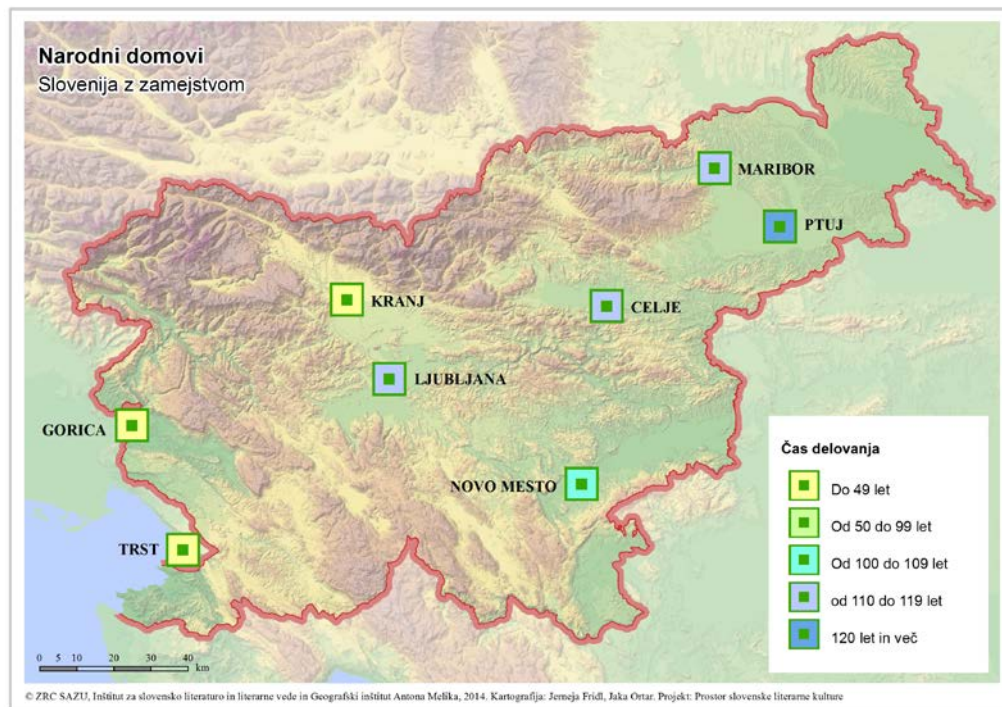 Narodni domovi
Slovenija z zamejstvom
MARIBOR
PTUJ
KRANJ
CELJE
LJUBLJANA
GORICA
NOVO MESTO
TRST
Čas delovanja
Do 49 let
Od 50 do 99 let
Od 100 do 109 let
od 110 do 119 let
120 let in več
0 5 10 20 30 40
km
© ZRC SAZU, Inštitut za slovensko literaturo in literarne vede in Geografski inštitut Antona Melika, 2014. Kartografija: Jerneja Fridl, Jaka Ortar. Projekt: Prostor slovenske literarne kulture